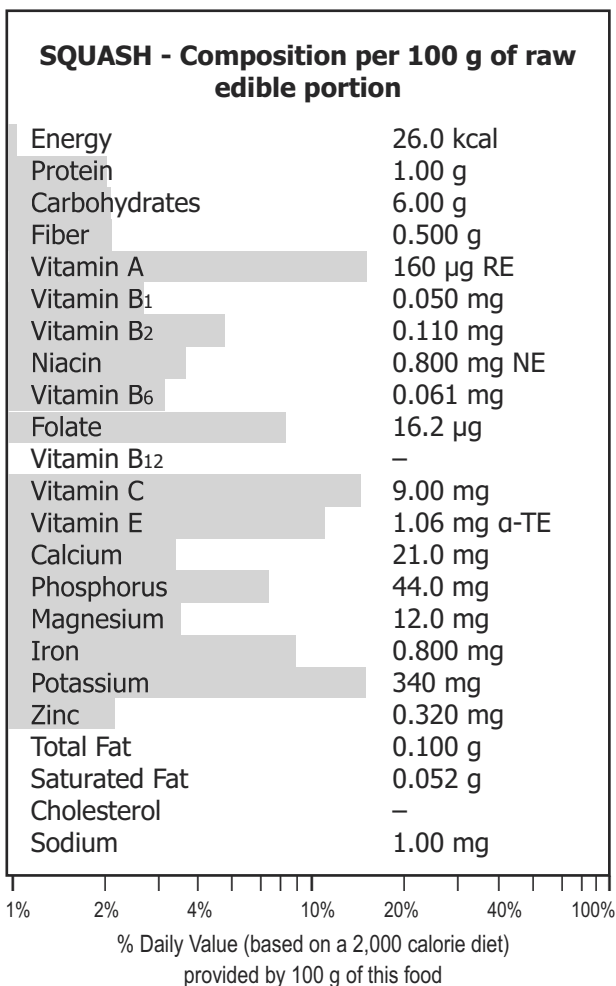 SQUASH - Composition per 100 g of raw
edible portion
Energy 26.0 kcal
Protein 1.00 g
Carbohydrates 6.00 g
Fiber 0.500 g
Vitamin A 160 µg RE
Vitamin B1 0.050 mg
Vitamin B2 0.110 mg
Niacin 0.800 mg NE
Vitamin B6 0.061 mg
Folate 16.2 µg
Vitamin B12 –
Vitamin C 9.00 mg
Vitamin E 1.06 mg α-TE
Calcium 21.0 mg
Phosphorus 44.0 mg
Magnesium 12.0 mg
Iron 0.800 mg
Potassium 340 mg
Zinc 0.320 mg
Total Fat 0.100 g
Saturated Fat 0.052 g
Cholesterol –
Sodium 1.00 mg
1% 2% 4% 10% 20% 40% 100%
% Daily Value (based on a 2,000 calorie diet)
provided by 100 g of this food